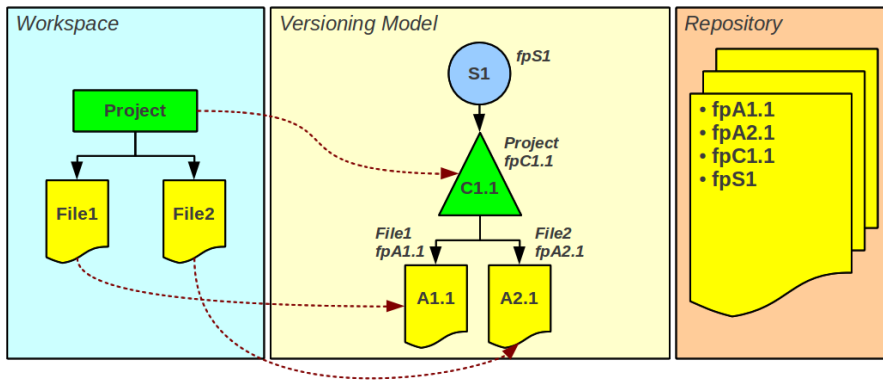 Workspace
Project
File1
File2
Versioning Model
S1
fpS1
Project
fpC1.1
C1.1
File1
fpA1.1
File2
fpA2.1
A1.1
A2.1
Repository
• fpA1.1
• fpA2.1
• fpC1.1
• fpS1